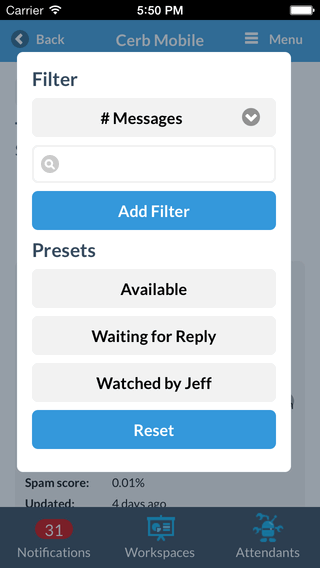 Carrier 5:50 PM
Back Cerb Mobile Menu
Filter
# Messages
Add Filter
Presets
Available
Waiting for Reply
Watched by Jeff
Reset
Spam score: 0.01%
Updated: 4 days ago
31
Notifications Workspaces Attendants